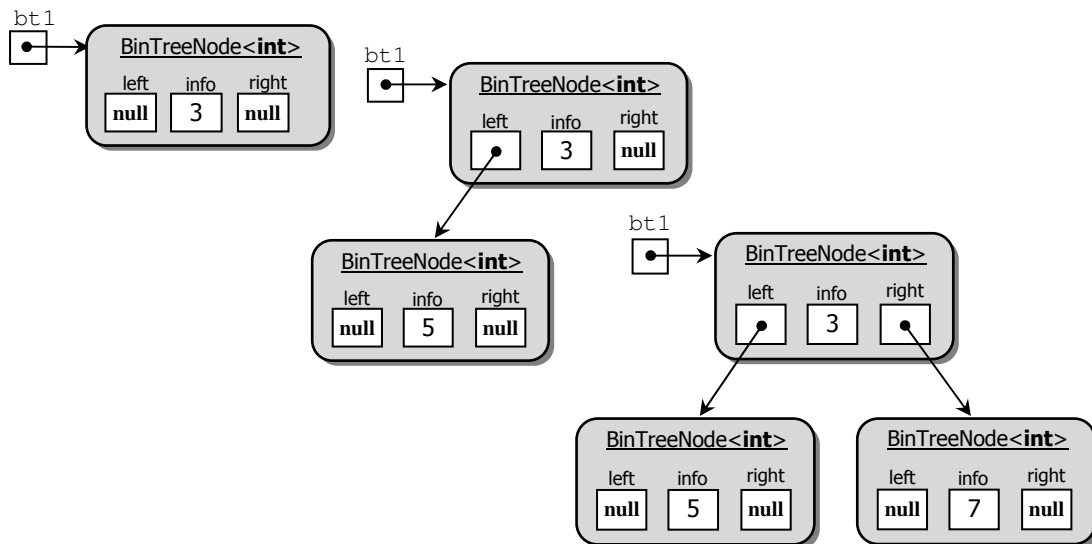 bt1
BinTreeNode<int>
left info right
null 3 null
bt1
BinTreeNode<int>
left info right
3 null
BinTreeNode<int>
left info right
null 5 null
bt1
BinTreeNode<int>
left info right
3
BinTreeNode<int>
left info right
null 5 null
BinTreeNode<int>
left info right
null 7 null